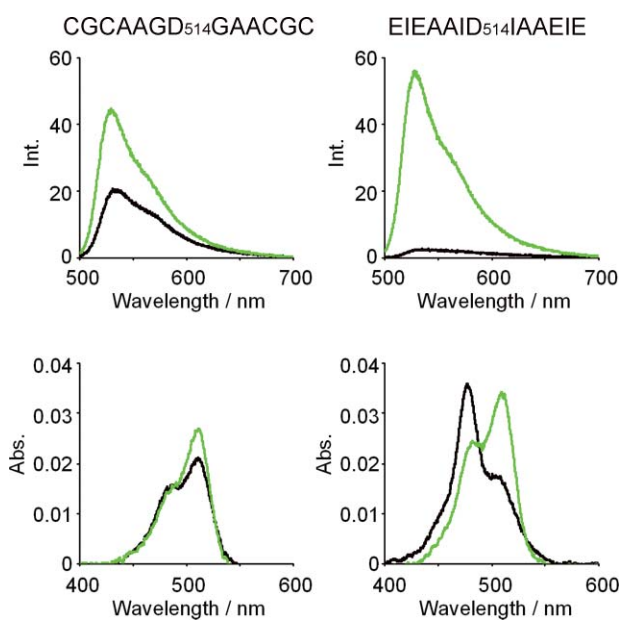 CGCAAGD514GAACGC
EIEAAID514IAAEIE
60
40
20
0
Int.
500 600 700
Wavelength / nm
60
40
20
0
Int.
500 600 700
Wavelength / nm
0.04
0.03
0.02
0.01
0
Abs.
400 500 600
Wavelength / nm
0.04
0.03
0.02
0.01
0
Abs.
400 500 600
Wavelength / nm